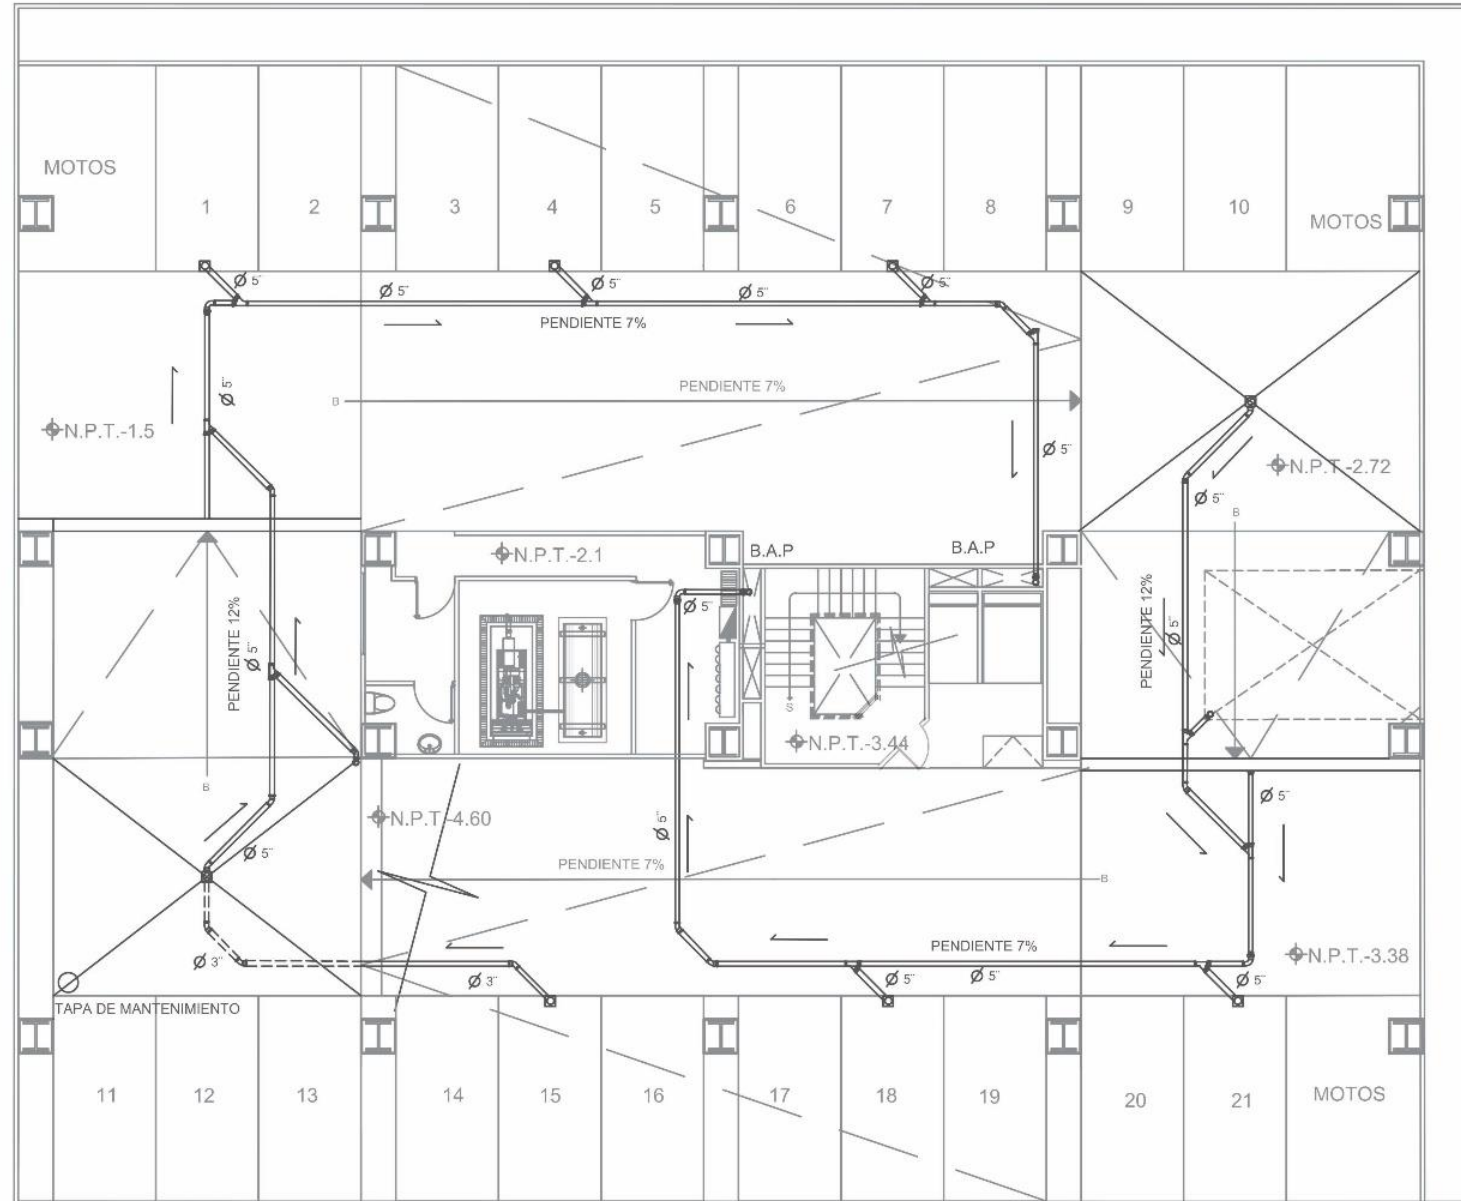 MOTOS
1
2
3
4
5
6
7
8
9
10
MOTOS
Ø 5"
Ø 5"
Ø 5"
Ø 5"
Ø 5"
PENDIENTE 7%
PENDIENTE 7%
B
Ø 5"
N.P.T.-1.5
Ø 5"
N.P.T.-2.72
Ø 5"
B
N.P.T.-2.1
B.A.P
B.A.P
Ø 5"
PENDIENTE 12%
Ø 5"
PENDIENTE 12%
Ø 5"
S
N.P.T.-3.44
B
Ø 5"
N.P.T.-4.60
Ø 5"
Ø 5"
PENDIENTE 7%
B
PENDIENTE 7%
N.P.T.-3.38
Ø 3"
Ø 3"
Ø 5"
Ø 5"
Ø 5"
TAPA DE MANTENIMIENTO
11
12
13
14
15
16
17
18
19
20
21
MOTOS